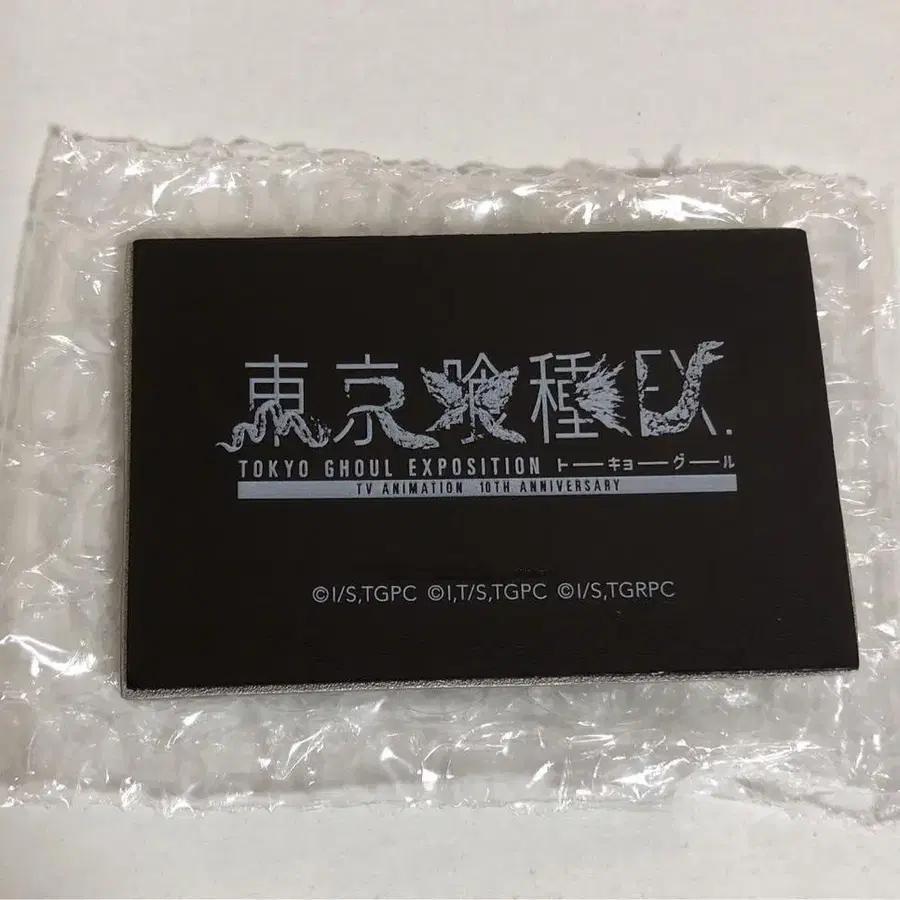 東京喰種EX.
TOKYO GHOUL EXPOSITION トーキョーグール
TV ANIMATION 10TH ANNIVERSARY
©I/S,TGPC ©I,T/S,TGPC ©I/S,TGRPC